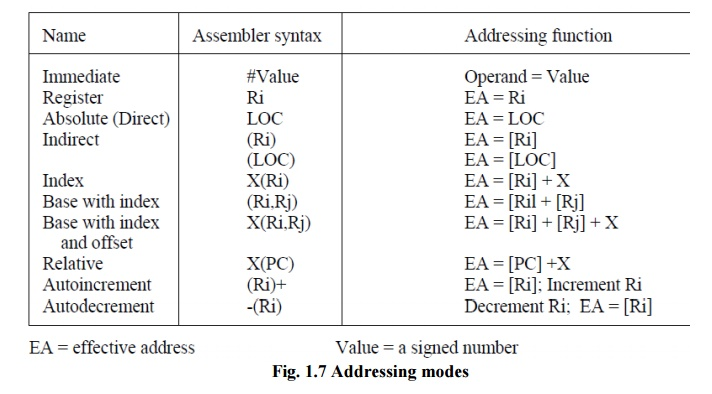 Name Assembler syntax Addressing function
Immediate #Value Operand = Value
Register Ri EA = Ri
Absolute (Direct) LOC EA = LOC
Indirect (Ri) EA = [Ri]
(LOC) EA = [LOC]
Index X(Ri) EA = [Ri] + X
Base with index (Ri,Rj) EA = [Ril + [Rj]
Base with index X(Ri,Rj) EA = [Ri] + [Rj] + X
and offset
Relative X(PC) EA = [PC] +X
Autoincrement (Ri)+ EA = [Ri]; Increment Ri
Autodecrement -(Ri) Decrement Ri; EA = [Ri]
EA = effective address Value = a signed number
Fig. 1.7 Addressing modes